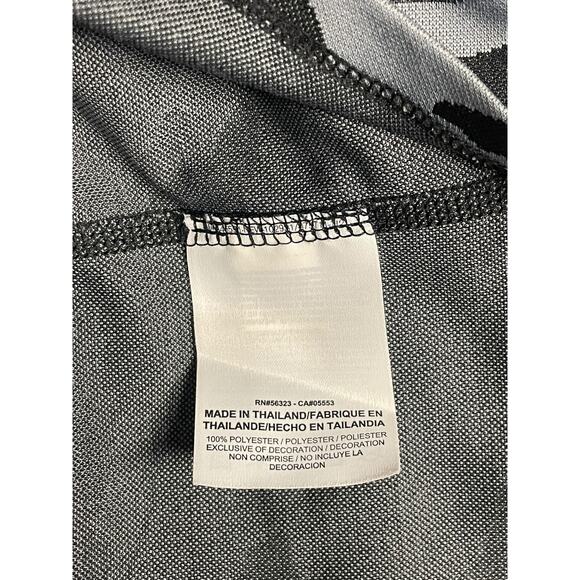 RN#56323 - CA#05553
MADE IN THAILAND/FABRIQUE EN
THAILANDE/HECHO EN TAILANDIA
100% POLYESTER / POLYESTER / POLIESTER
EXCLUSIVE OF DECORATION / DECORATION
NON COMPRISE / NO INCLUYE LA
DECORACION